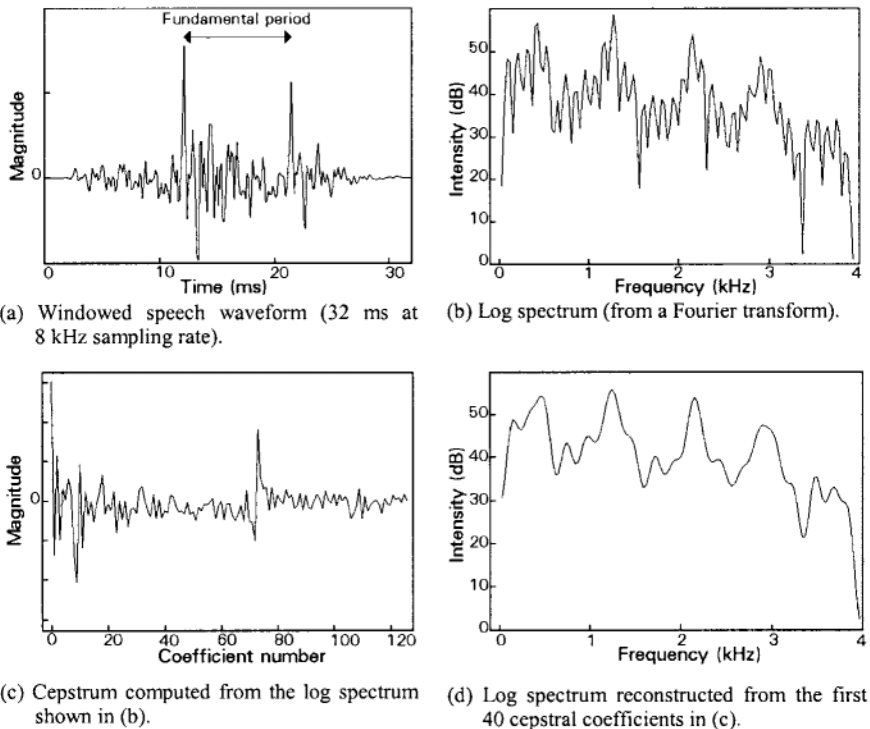 Fundamental period
Magnitude
0
0 10 20 30
Time (ms)
(a) Windowed speech waveform (32 ms at
8 kHz sampling rate).
50
40
30
20
10
0
Intensity (dB)
0 1 2 3 4
Frequency (kHz)
(b) Log spectrum (from a Fourier transform).
Magnitude
0
0 20 40 60 80 100 120
Coefficient number
(c) Cepstrum computed from the log spectrum
shown in (b).
50
40
30
20
10
0
Intensity (dB)
0 1 2 3 4
Frequency (kHz)
(d) Log spectrum reconstructed from the first
40 cepstral coefficients in (c).